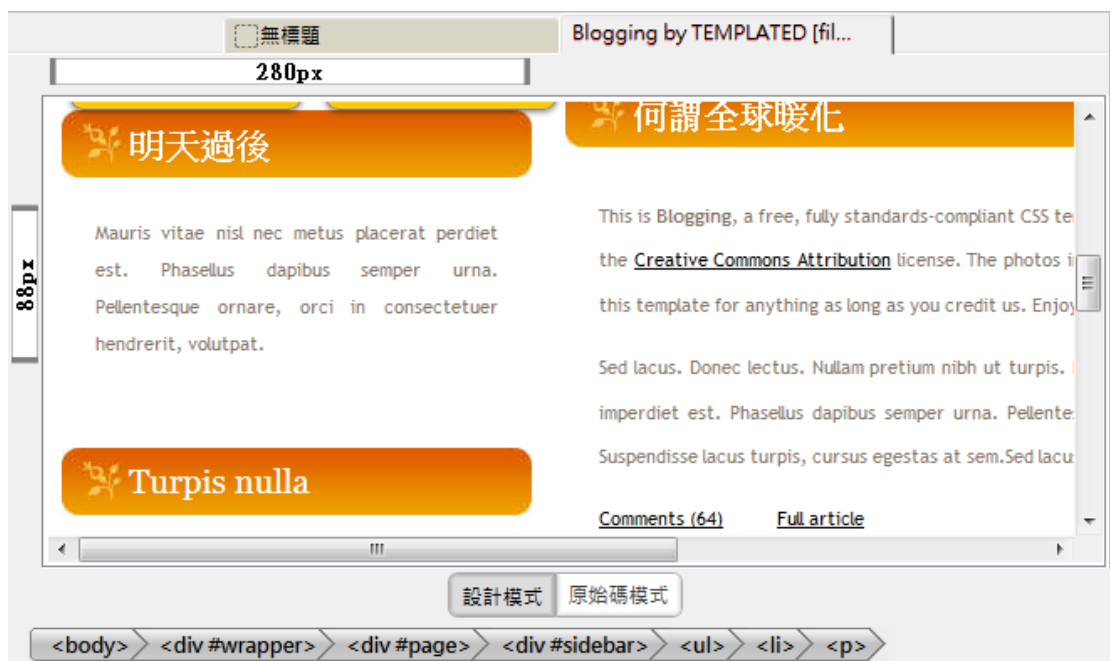 無標題
Blogging by TEMPLATED [fil...
280px
88px
明天過後
Mauris vitae nisl nec metus placerat perdiet
est. Phasellus dapibus semper urna.
Pellentesque ornare, orci in consectetuer
hendrerit, volutpat.
Turpis nulla
何謂全球暖化
This is Blogging, a free, fully standards-compliant CSS te
the Creative Commons Attribution license. The photos i
this template for anything as long as you credit us. Enjoy
Sed lacus. Donec lectus. Nullam pretium nibh ut turpis.
imperdiet est. Phasellus dapibus semper urna. Pellente
Suspendisse lacus turpis, cursus egestas at sem.Sed lacu
Comments (64) Full article
設計模式 原始碼模式
<body> <div #wrapper> <div #page> <div #sidebar> <ul> <li> <p>